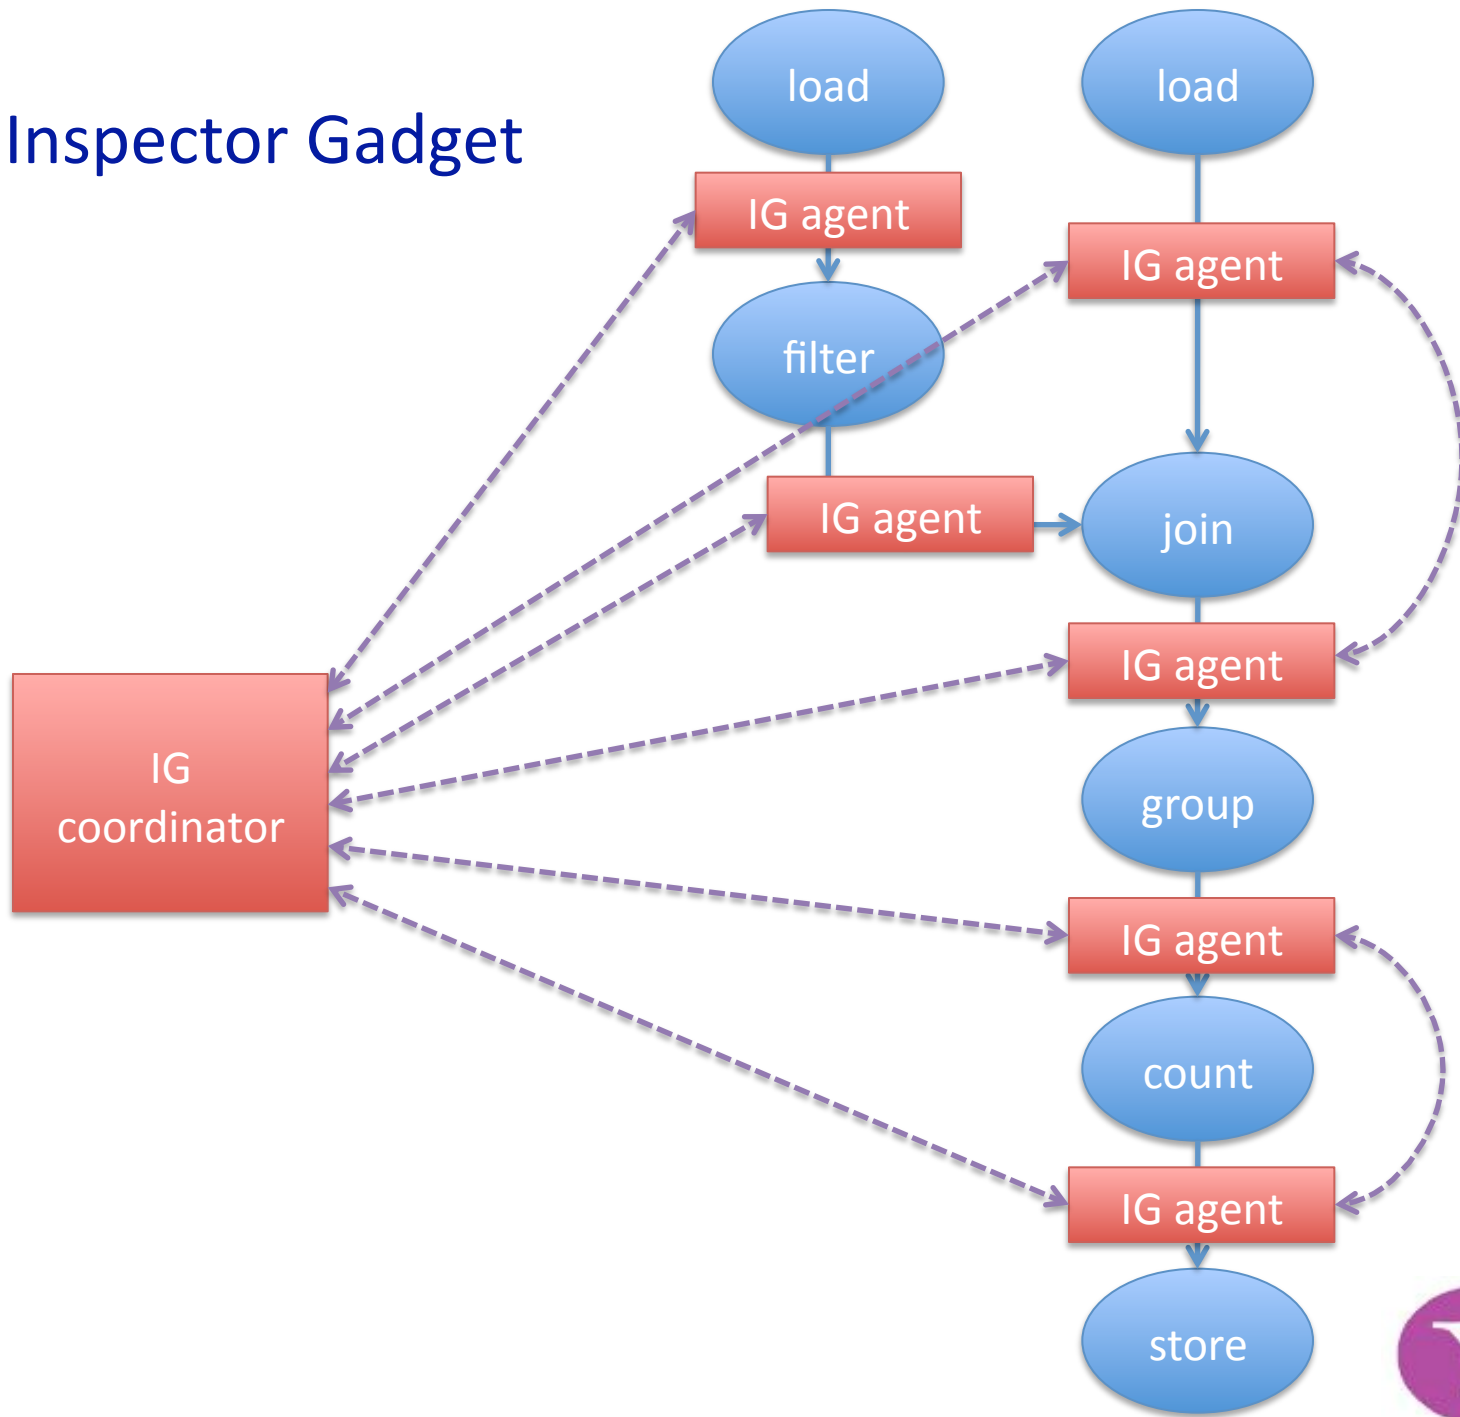 Inspector Gadget
load
load
IG agent
IG agent
filter
IG agent
join
IG agent
IG
coordinator
group
IG agent
count
IG agent
store